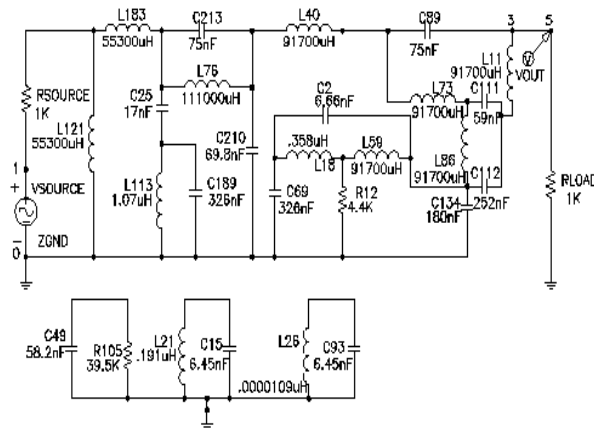 L183
55300uH
C213
75nF
L40
91700uH
C89
75nF
3
5
V
VOUT
L11
91700uH
RSOURCE
1K
L121
55300uH
C25
17nF
L76
111000uH
C2
6.66nF
L73
91700uH
C111
59nF
C210
69.8nF
.358uH
L18
L59
91700uH
L86
91700uH
C112
252nF
1
+
VSOURCE
ZGND
0
L113
1.07uH
C189
326nF
C69
326nF
R12
4.4K
C134
180nF
RLOAD
1K
C49
58.2nF
R105
39.5K
L21
.191uH
C15
6.45nF
L26
.0000109uH
C93
6.45nF